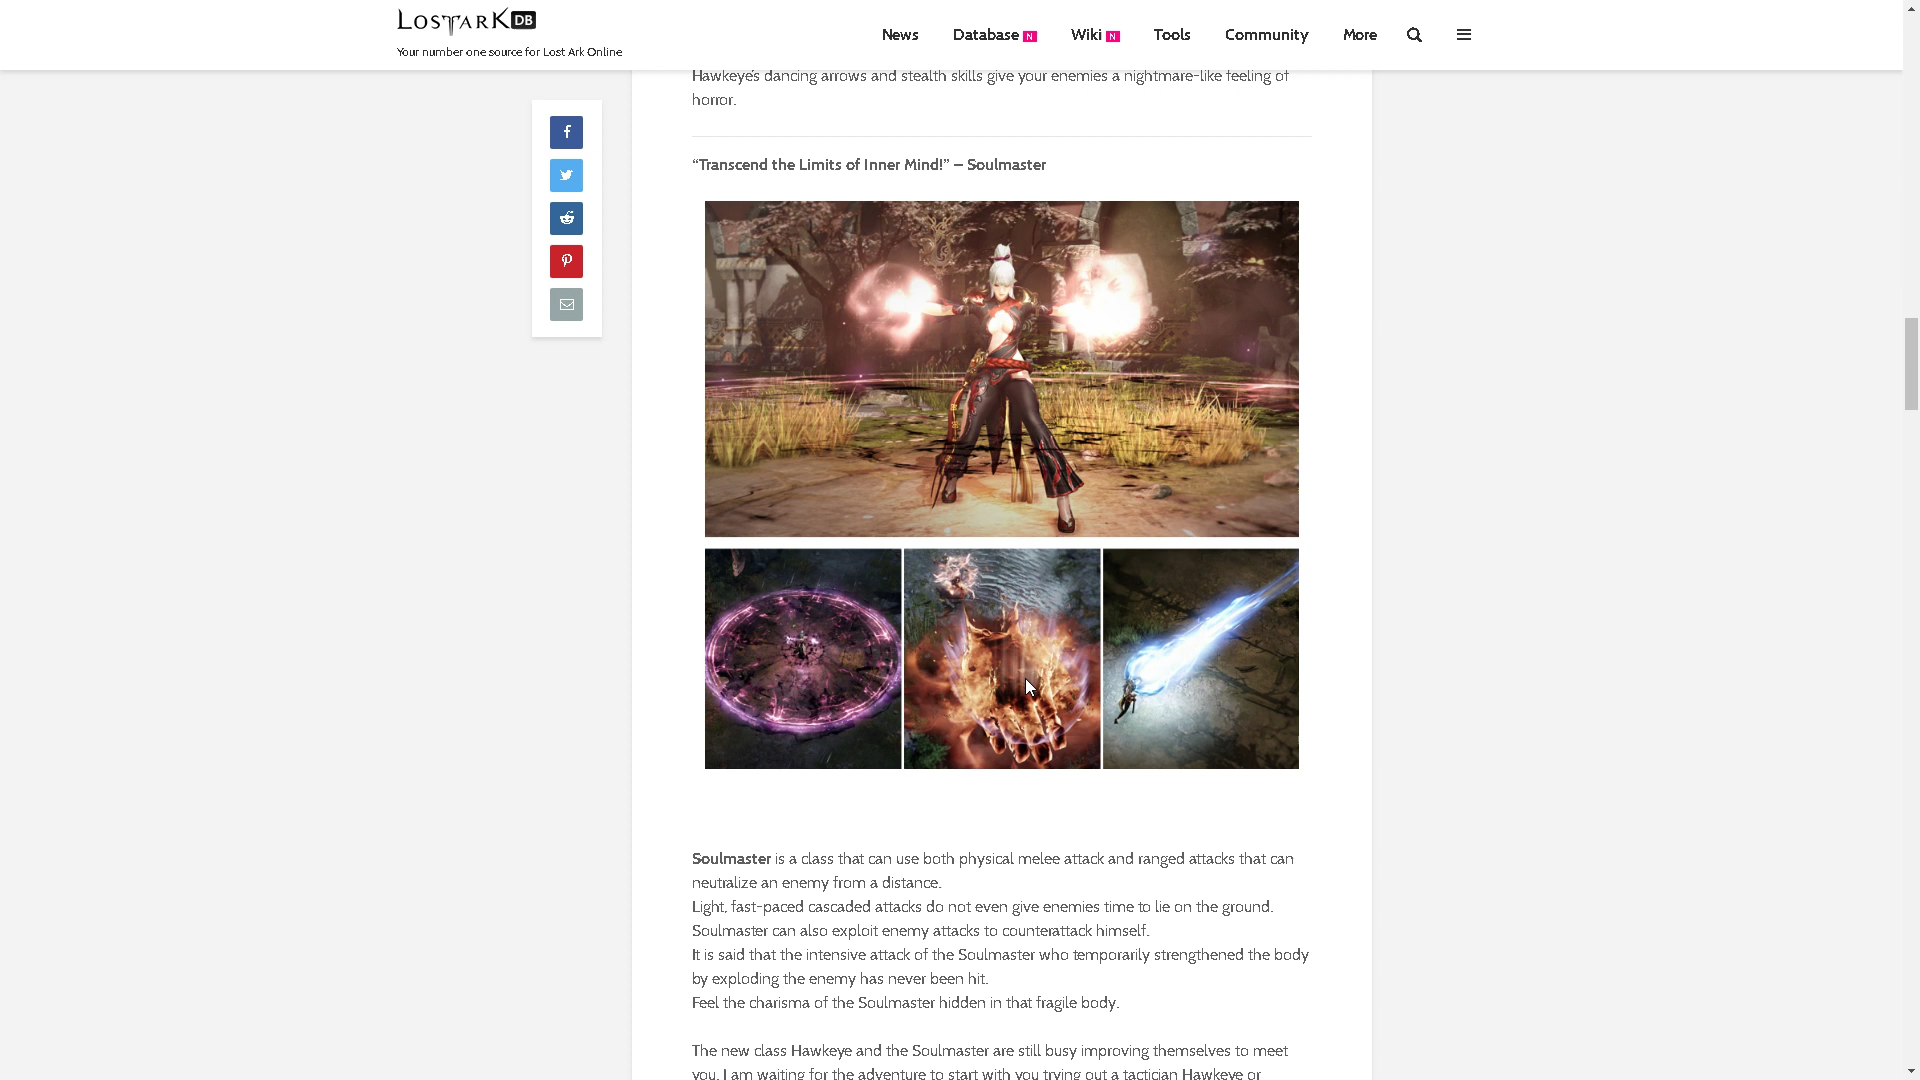 LOSTARK DB
Your number one source for Lost Ark Online
News
Database N
Wiki N
Tools
Community
More
Hawkeye's dancing arrows and stealth skills give your enemies a nightmare-like feeling of
horror.
“Transcend the Limits of Inner Mind!” – Soulmaster
Soulmaster is a class that can use both physical melee attack and ranged attacks that can
neutralize an enemy from a distance.
Light, fast-paced cascaded attacks do not even give enemies time to lie on the ground.
Soulmaster can also exploit enemy attacks to counterattack himself.
It is said that the intensive attack of the Soulmaster who temporarily strengthened the body
by exploding the enemy has never been hit.
Feel the charisma of the Soulmaster hidden in that fragile body.
The new class Hawkeye and the Soulmaster are still busy improving themselves to meet
you. I am waiting for the adventure to start with you trying out a tactician Hawkeye or